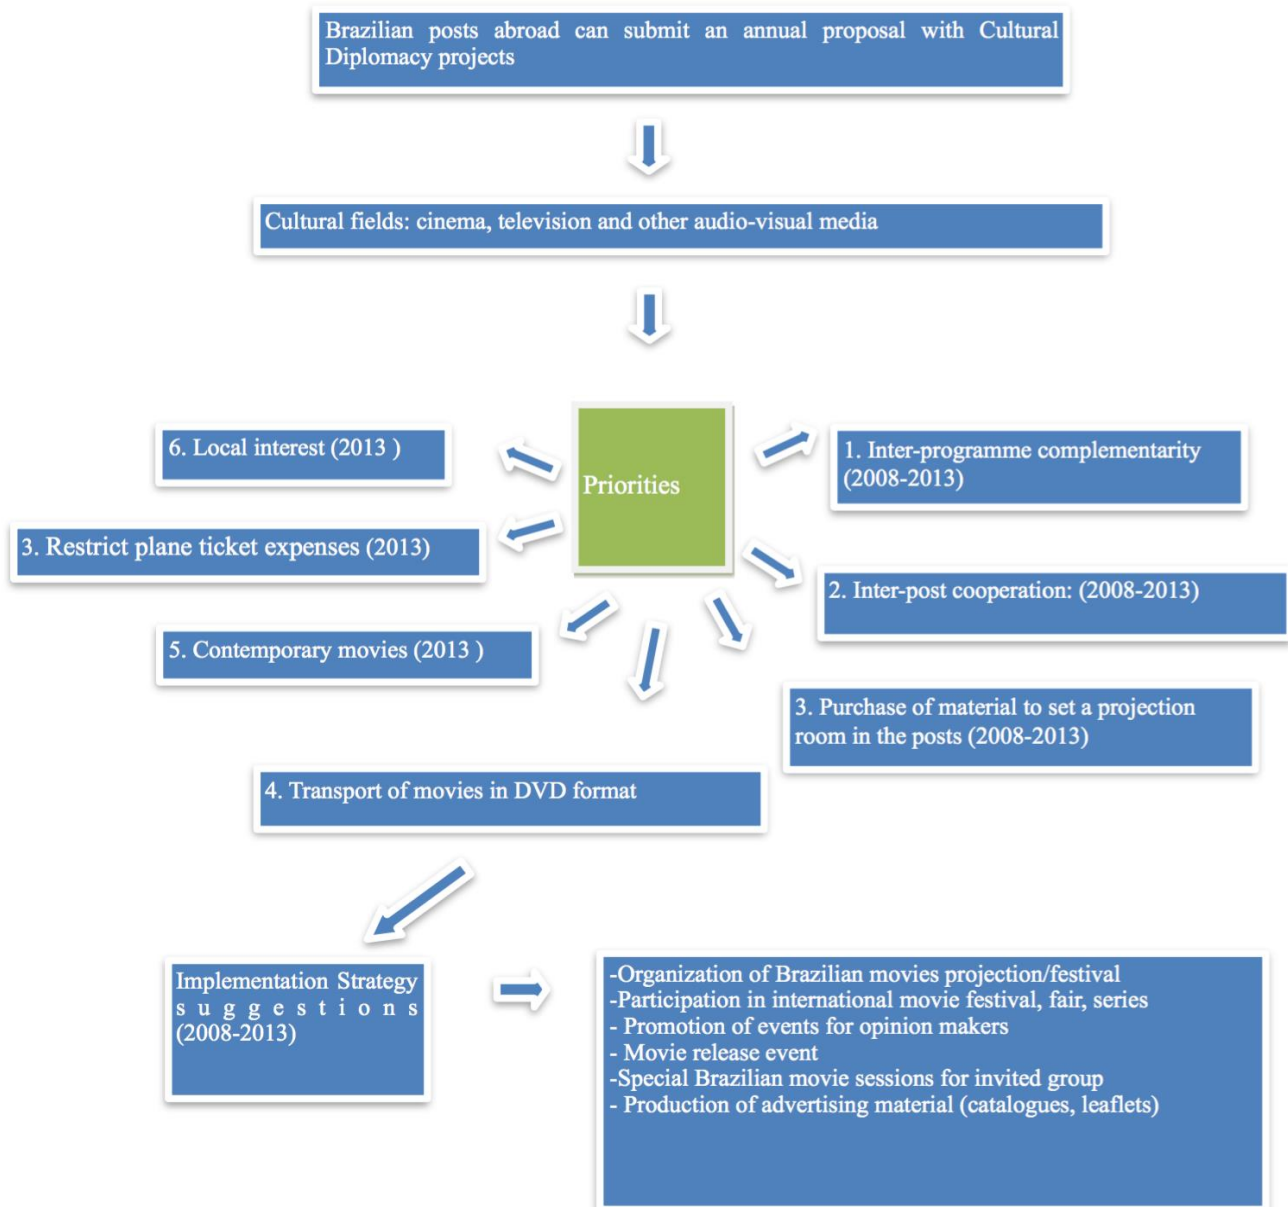 Brazilian posts abroad can submit an annual proposal with Cultural
Diplomacy projects
Cultural fields: cinema, television and other audio-visual media
Priorities
6. Local interest (2013 )
1. Inter-programme complementarity
(2008-2013)
3. Restrict plane ticket expenses (2013)
2. Inter-post cooperation: (2008-2013)
5. Contemporary movies (2013 )
3. Purchase of material to set a projection
room in the posts (2008-2013)
4. Transport of movies in DVD format
Implementation Strategy
s u g g e s t i o n s
(2008-2013)
-Organization of Brazilian movies projection/festival
-Participation in international movie festival, fair, series
- Promotion of events for opinion makers
- Movie release event
-Special Brazilian movie sessions for invited group
- Production of advertising material (catalogues, leaflets)